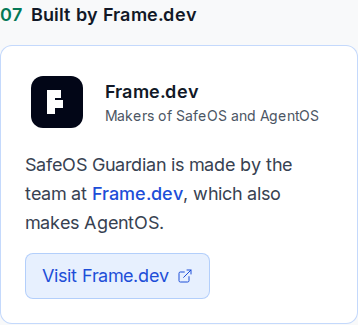 07 Built by Frame.dev
F
Frame.dev
Makers of SafeOS and AgentOS
SafeOS Guardian is made by the
team at Frame.dev, which also
makes AgentOS.
Visit Frame.dev